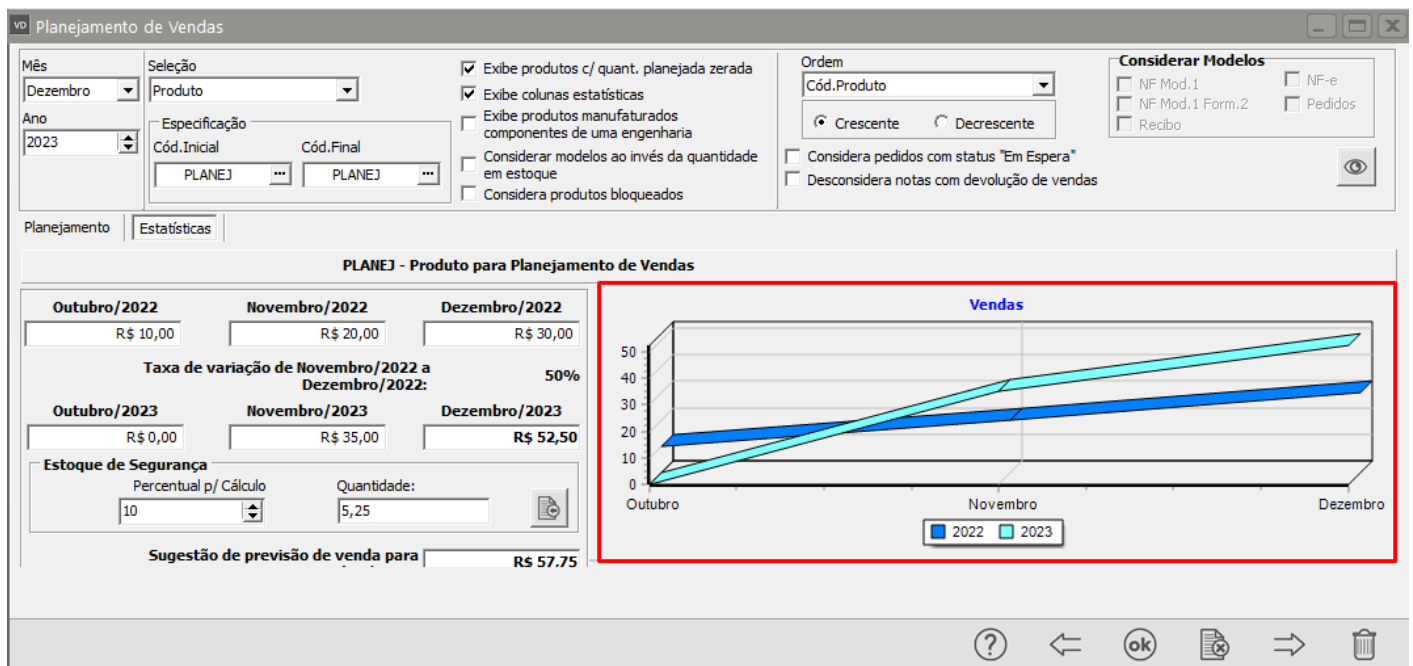 VD Planejamento de Vendas
Mês
Dezembro
Ano
2023
Seleção
Produto
Especificação
Cód.Inicial Cód.Final
PLANEJ ... PLANEJ ...
Exibe produtos c/ quant. planejada zerada
Exibe colunas estatísticas
Exibe produtos manufaturados
componentes de uma engenharia
Considerar modelos ao invés da quantidade
em estoque
Considera produtos bloqueados
Ordem
Cód.Produto
Crescente Decrescente
Considera pedidos com status "Em Espera"
Desconsidera notas com devolução de vendas
Considerar Modelos
NF Mod.1 NF-e
NF Mod.1 Form.2 Pedidos
Recibo
Planejamento Estatísticas
PLANEJ - Produto para Planejamento de Vendas
Outubro/2022 Novembro/2022 Dezembro/2022
R$ 10,00 R$ 20,00 R$ 30,00
Taxa de variação de Novembro/2022 a
Dezembro/2022: 50%
Outubro/2023 Novembro/2023 Dezembro/2023
R$ 0,00 R$ 35,00 R$ 52,50
Estoque de Segurança
Percentual p/ Cálculo Quantidade:
10 5,25
Sugestão de previsão de venda para R$ 57,75
Vendas
50
40
30
20
10
0
Outubro Novembro Dezembro
2022 2023
? ok